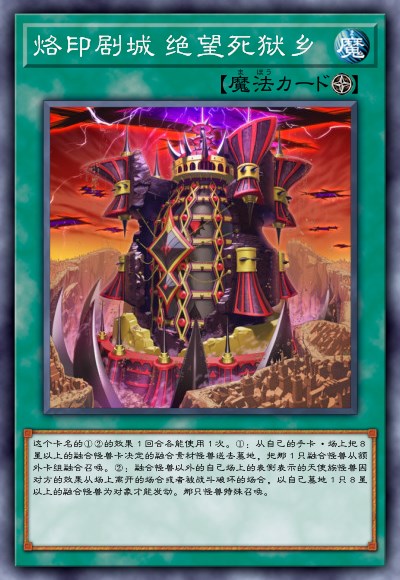 烙印剧城 绝望死狱乡
魔
まほう
【魔法カード】
这个卡名的①②的效果1回合各能使用1次。①：从自己的手卡·场上把8
星以上的融合怪兽卡决定的融合素材怪兽送去墓地，把那1只融合怪兽从额
外卡组融合召唤。②：融合怪兽以外的自己场上的表侧表示的天使族怪兽因
对方的效果从场上离开的场合或者被战斗破坏的场合，以自己墓地1只8星
以上的融合怪兽为对象才能发动。那只怪兽特殊召唤。